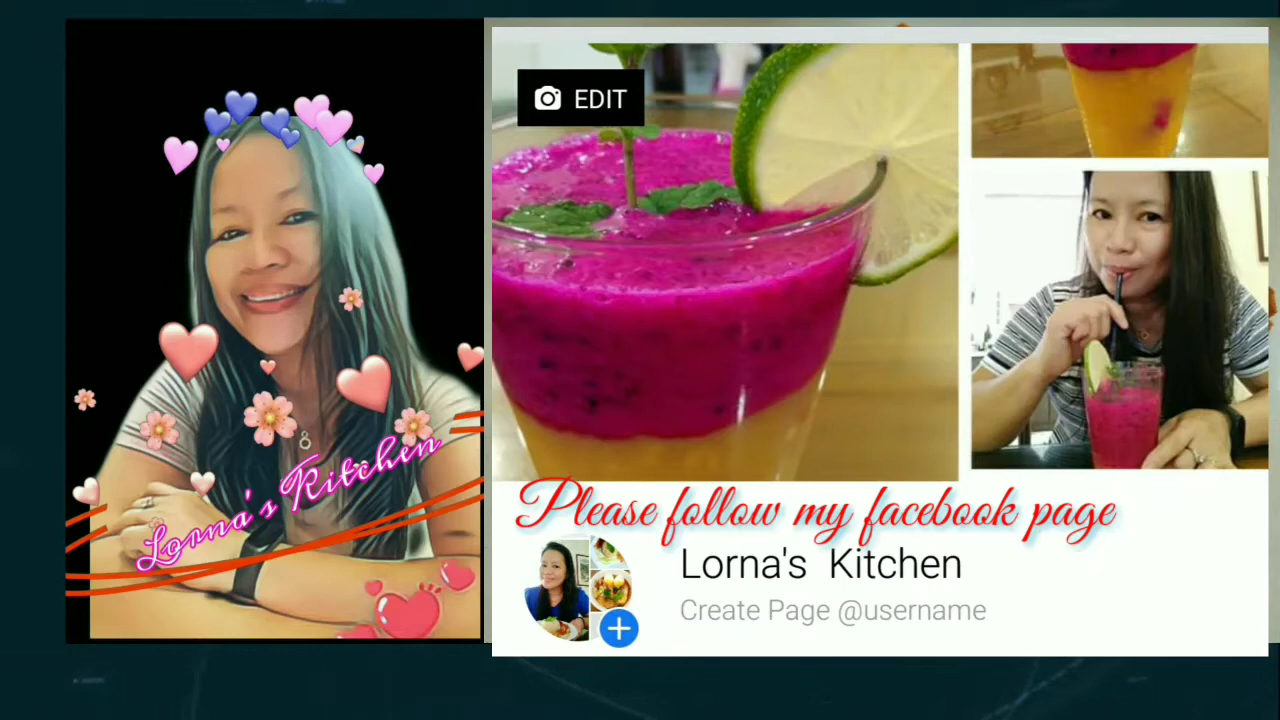 Lorna's Kitchen
EDIT
Please follow my facebook page
Lorna's Kitchen
Create Page @username